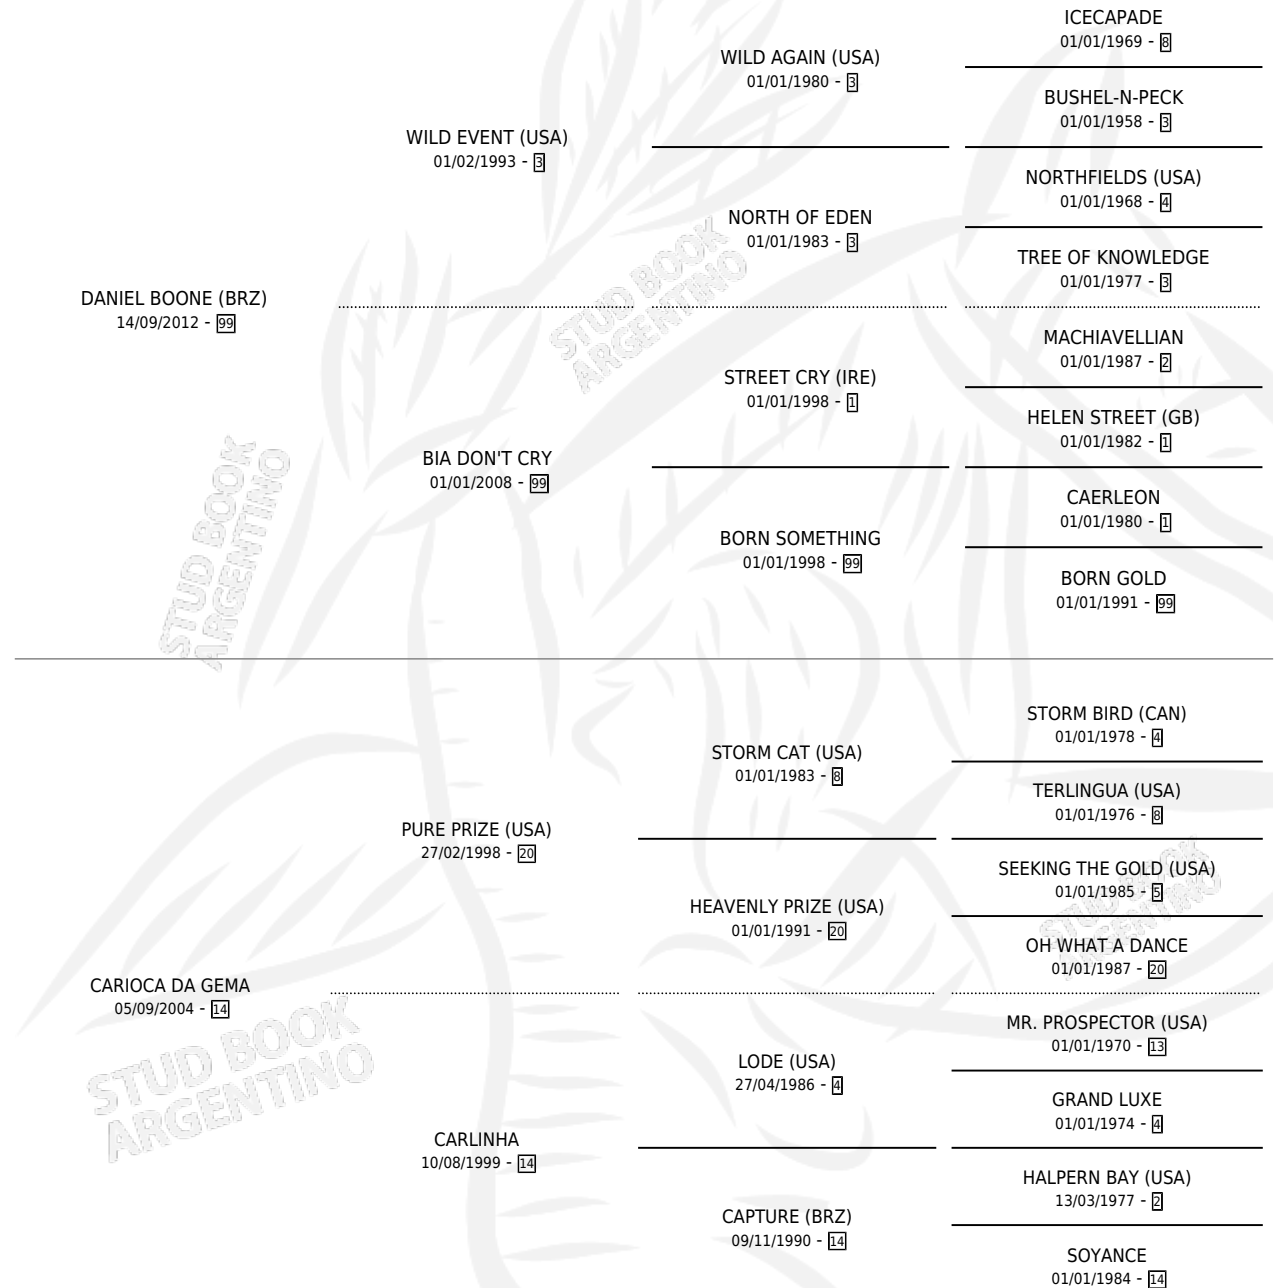 ICECAPADE
01/01/1969 - 8
WILD AGAIN (USA)
01/01/1980 - 3
BUSHEL-N-PECK
01/01/1958 - 3
WILD EVENT (USA)
01/02/1993 - 3
NORTHFIELDS (USA)
01/01/1968 - 4
NORTH OF EDEN
01/01/1983 - 3
TREE OF KNOWLEDGE
01/01/1977 - 3
DANIEL BOONE (BRZ)
14/09/2012 - 99
MACHIAVELLIAN
01/01/1987 - 2
STREET CRY (IRE)
01/01/1998 - 1
HELEN STREET (GB)
01/01/1982 - 1
BIA DON'T CRY
01/01/2008 - 99
CAERLEON
01/01/1980 - 1
BORN SOMETHING
01/01/1998 - 99
BORN GOLD
01/01/1991 - 99
STORM BIRD (CAN)
01/01/1978 - 4
STORM CAT (USA)
01/01/1983 - 8
TERLINGUA (USA)
01/01/1976 - 8
PURE PRIZE (USA)
27/02/1998 - 20
SEEKING THE GOLD (USA)
01/01/1985 - 5
HEAVENLY PRIZE (USA)
01/01/1991 - 20
OH WHAT A DANCE
01/01/1987 - 20
CARIOCA DA GEMA
05/09/2004 - 14
MR. PROSPECTOR (USA)
01/01/1970 - 13
LODE (USA)
27/04/1986 - 4
GRAND LUXE
01/01/1974 - 4
CARLINHA
10/08/1999 - 14
HALPERN BAY (USA)
13/03/1977 - 2
CAPTURE (BRZ)
09/11/1990 - 14
SOYANCE
01/01/1984 - 14
STUD BOOK
ARGENTINO
STUD BOOK
ARGENTINO
STUD BOOK
ARGENTINO
STUD BOOK
ARGENTINO